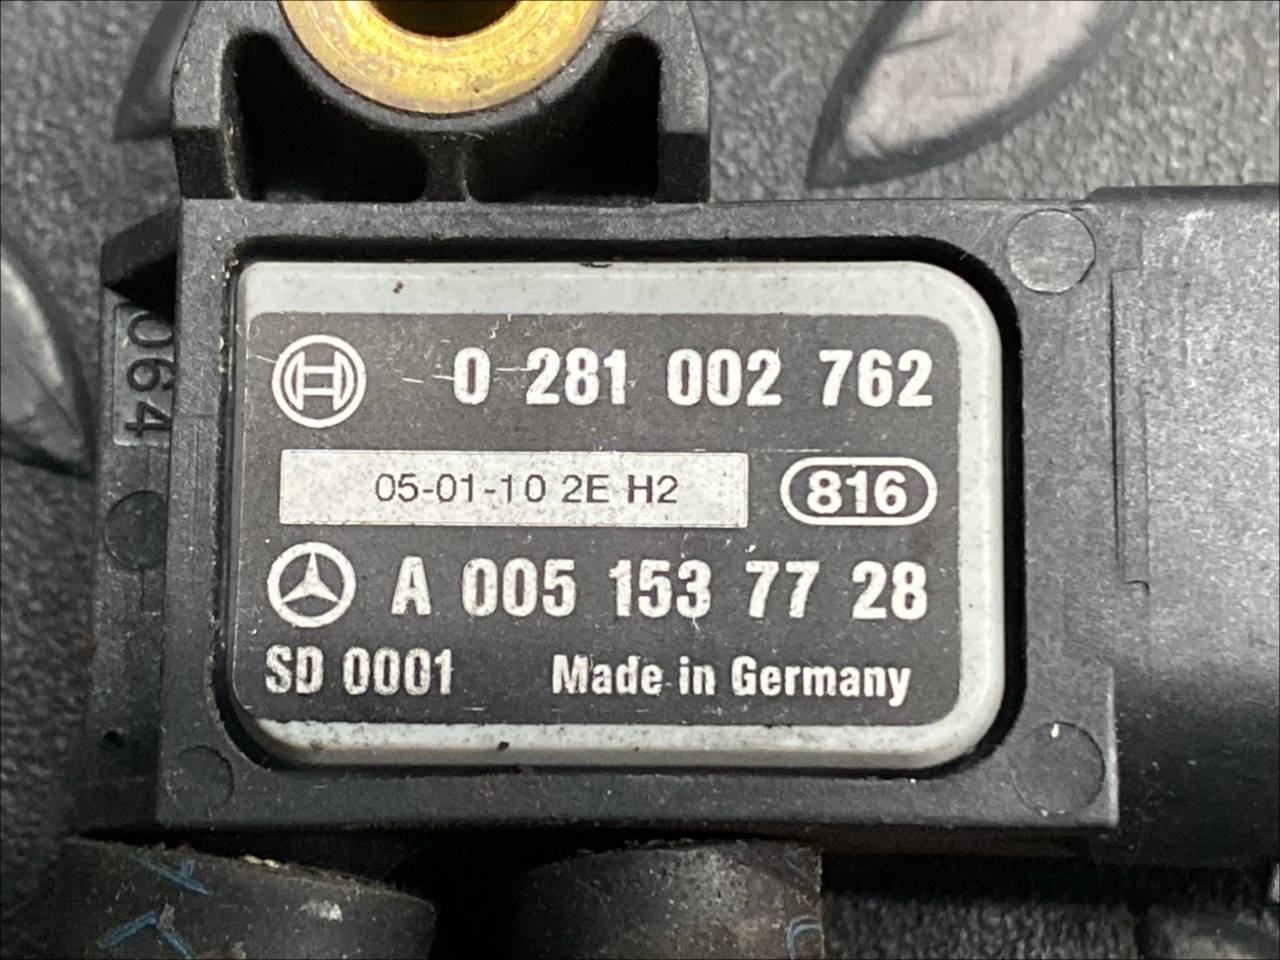 0 281 002 762
05-01-10 2E H2
816
A 005 153 77 28
SD 0001 Made in Germany
064